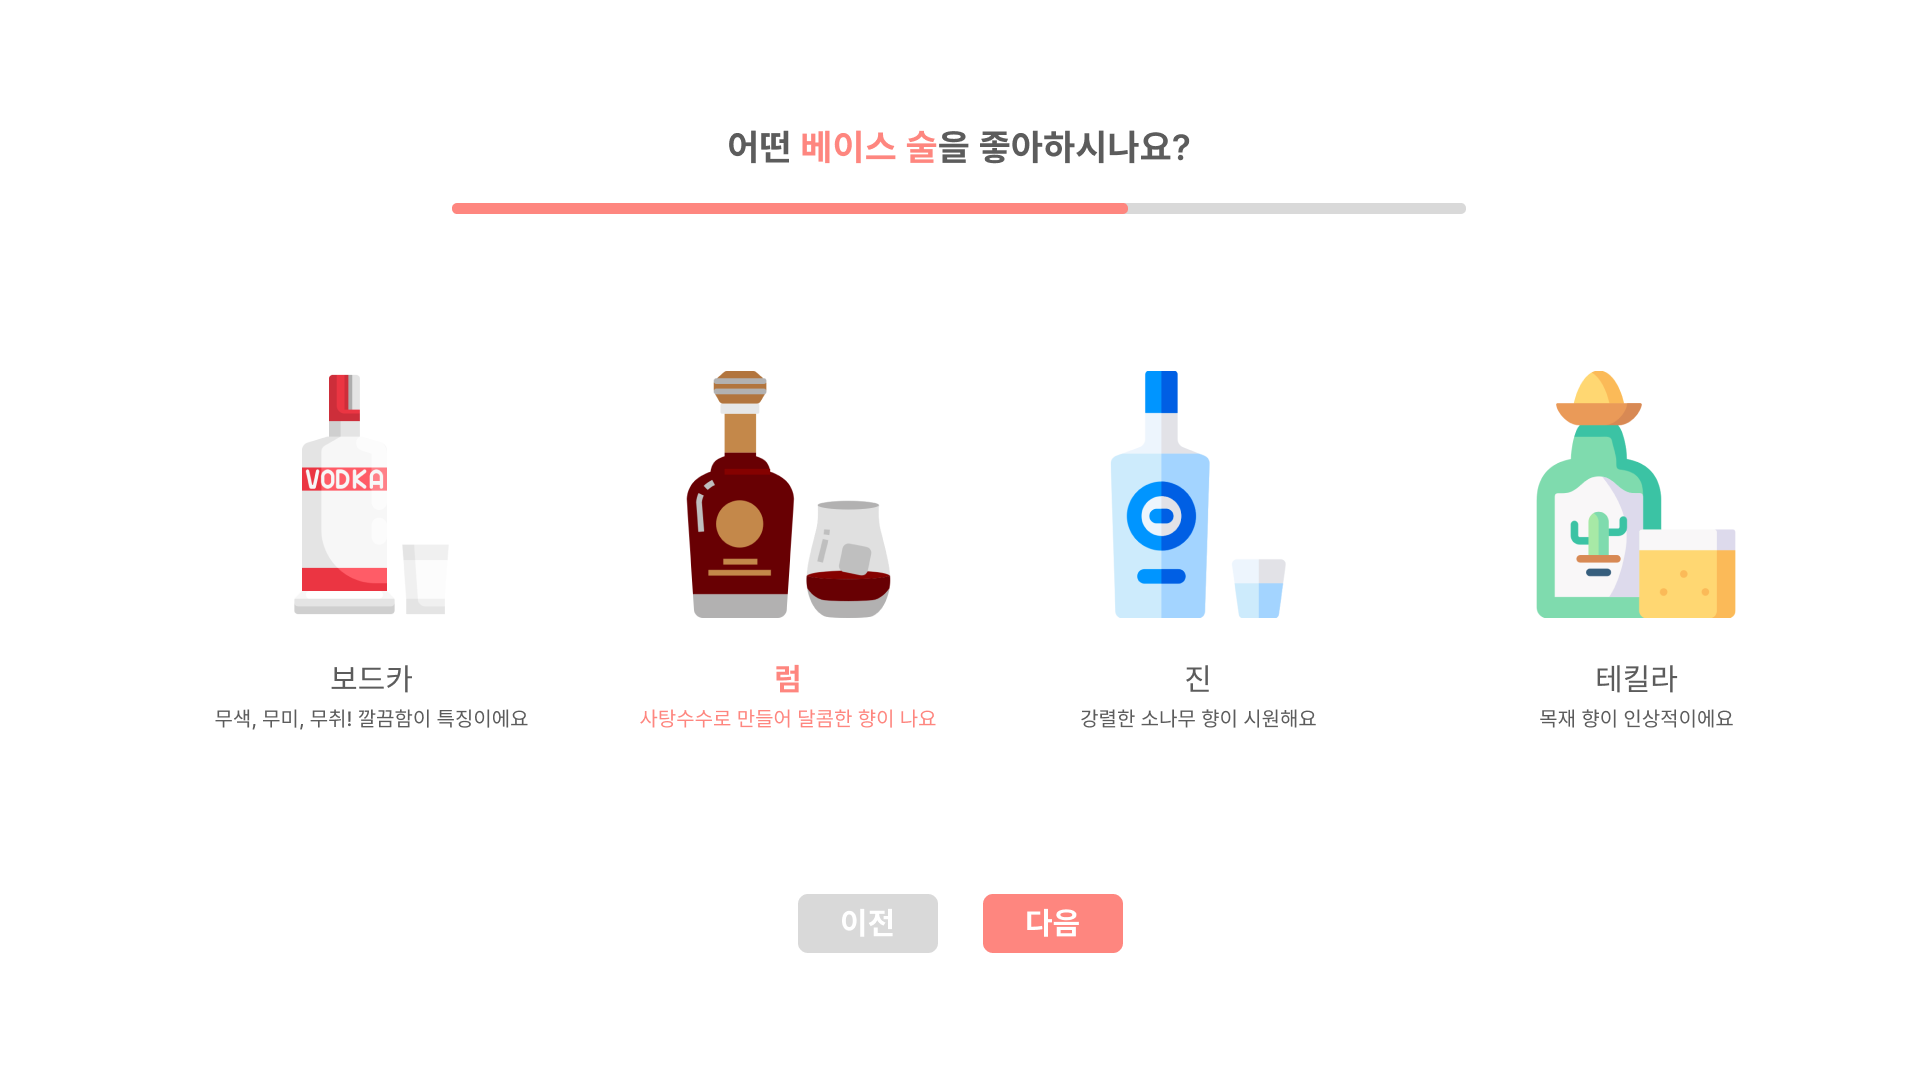 어떤 베이스 술을 좋아하시나요?
VODKA
보드카
무색, 무미, 무취! 깔끔함이 특징이에요
럼
사탕수수로 만들어 달콤한 향이 나요
진
강렬한 소나무 향이 시원해요
테킬라
목재 향이 인상적이에요
이전
다음